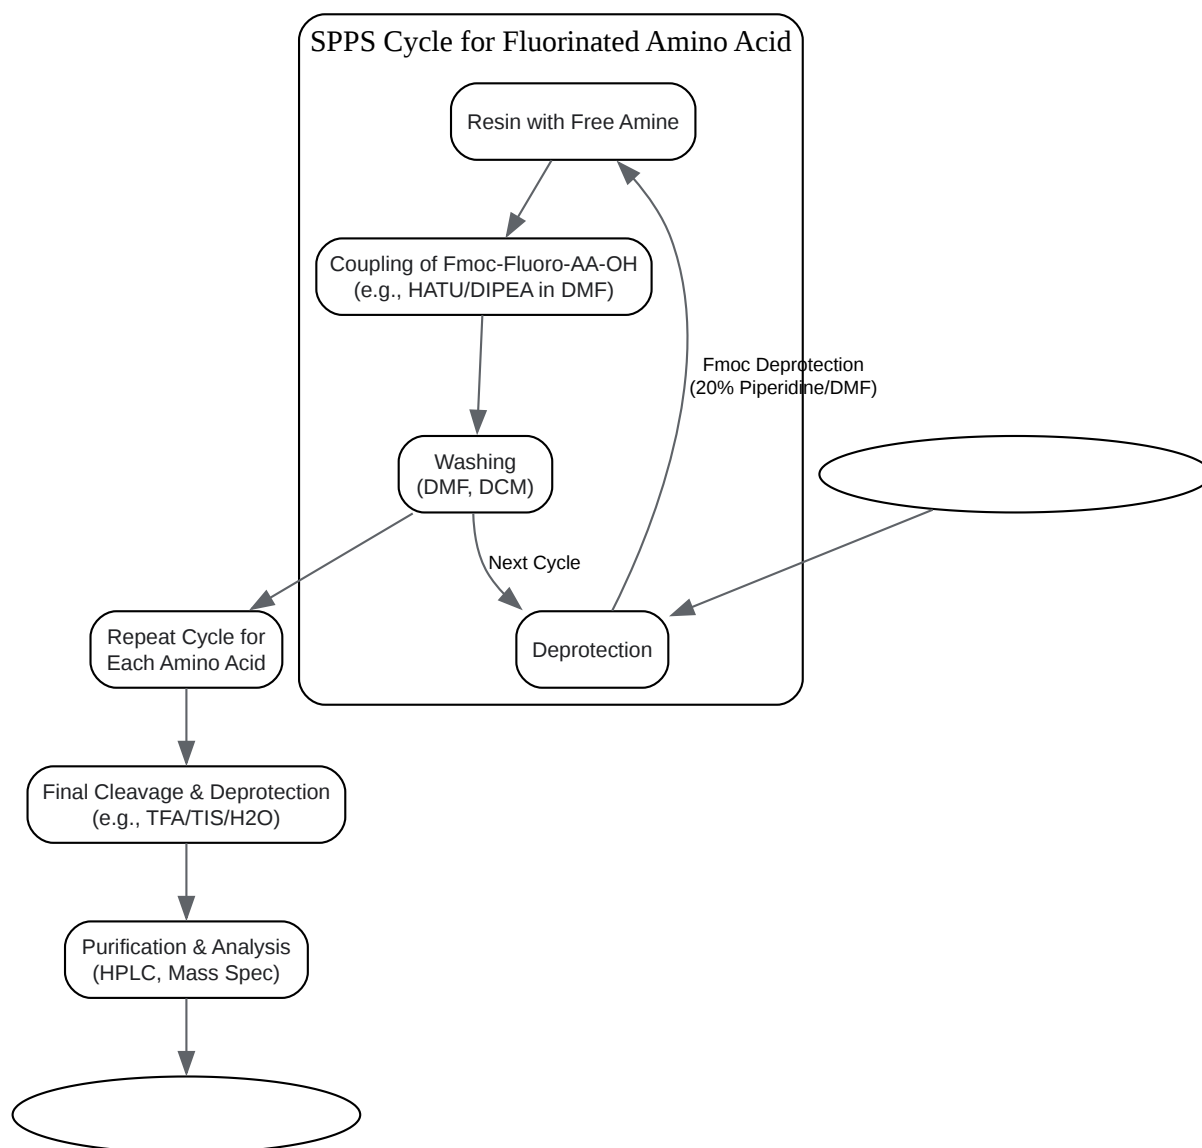 SPPS Cycle for Fluorinated Amino Acid
Resin with Free Amine
Coupling of Fmoc-Fluoro-AA-OH
(e.g., HATU/DIPEA in DMF)
Fmoc Deprotection
(20% Piperidine/DMF)
Washing
(DMF, DCM)
Next Cycle
Repeat Cycle for
Each Amino Acid
Deprotection
Final Cleavage & Deprotection
(e.g., TFA/TIS/H2O)
Purification & Analysis
(HPLC, Mass Spec)